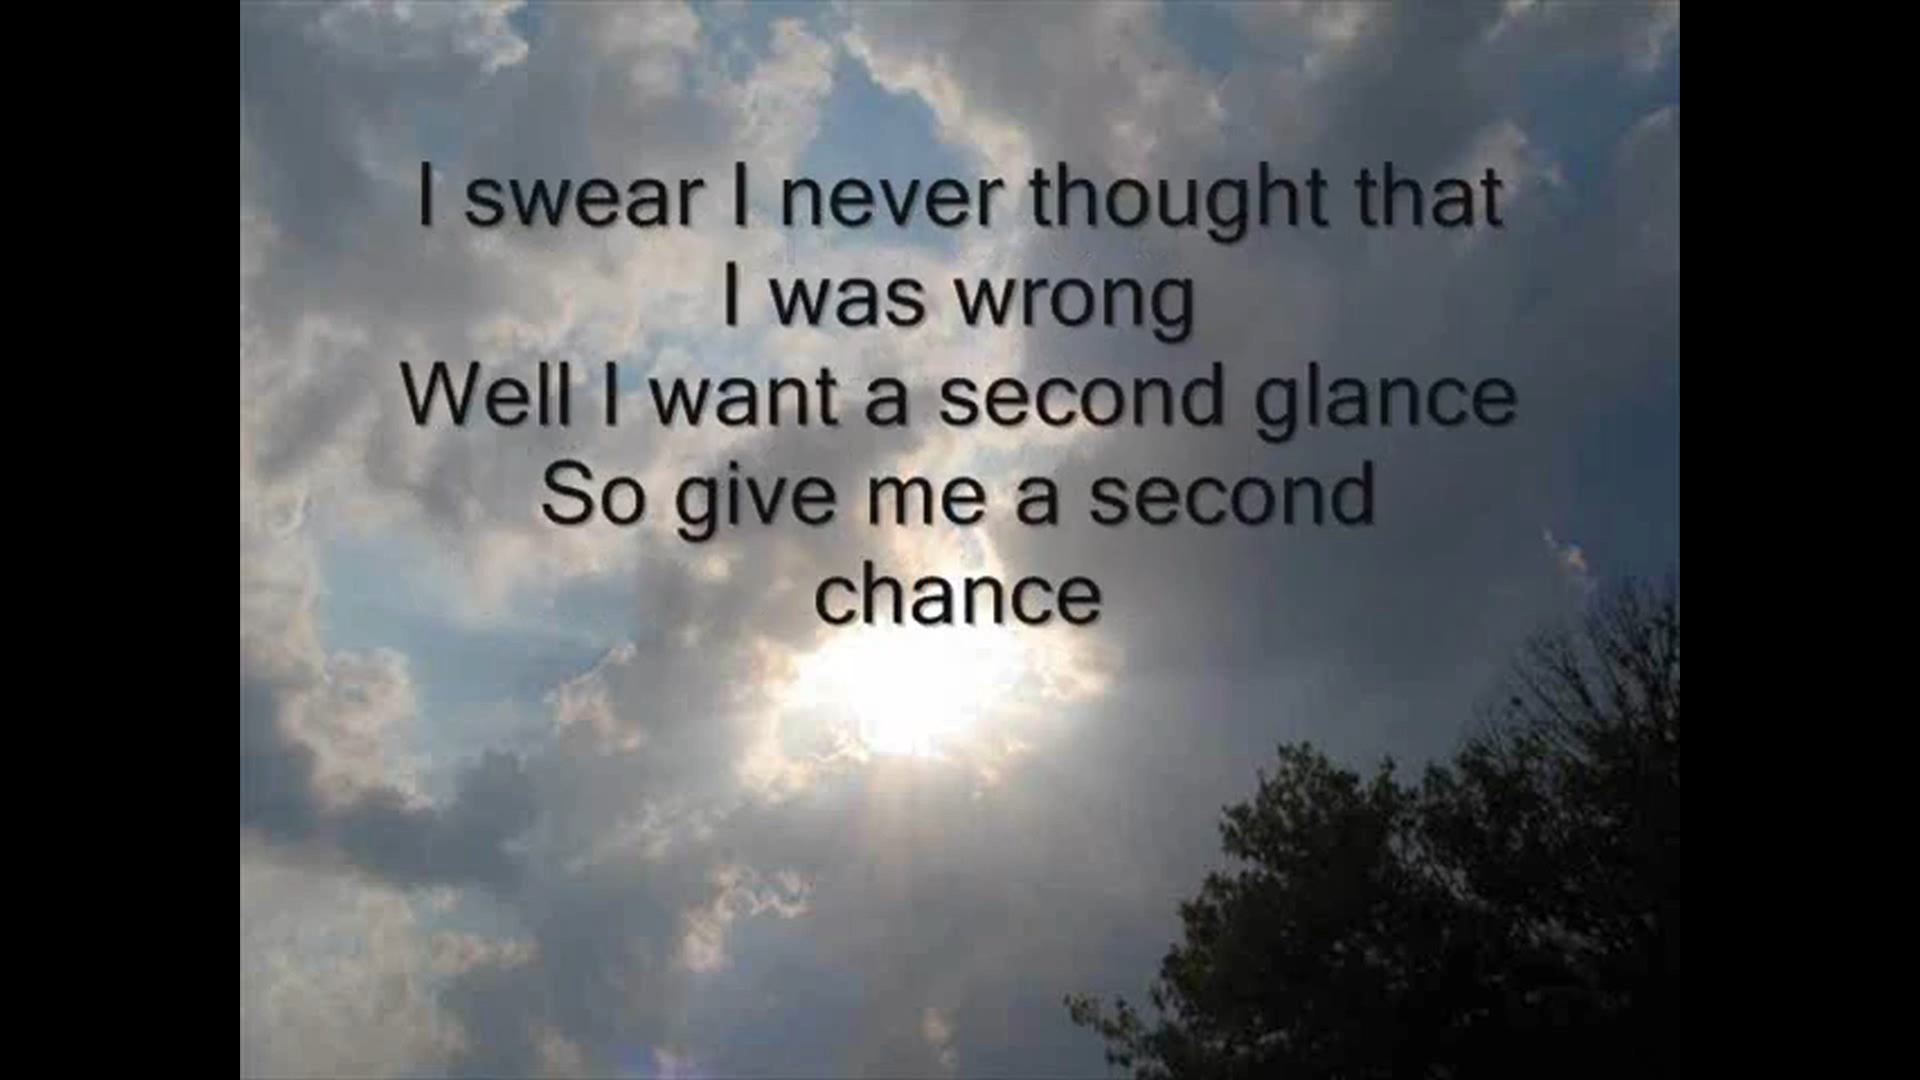 I swear I never thought that
I was wrong
Well I want a second glance
So give me a second
chance